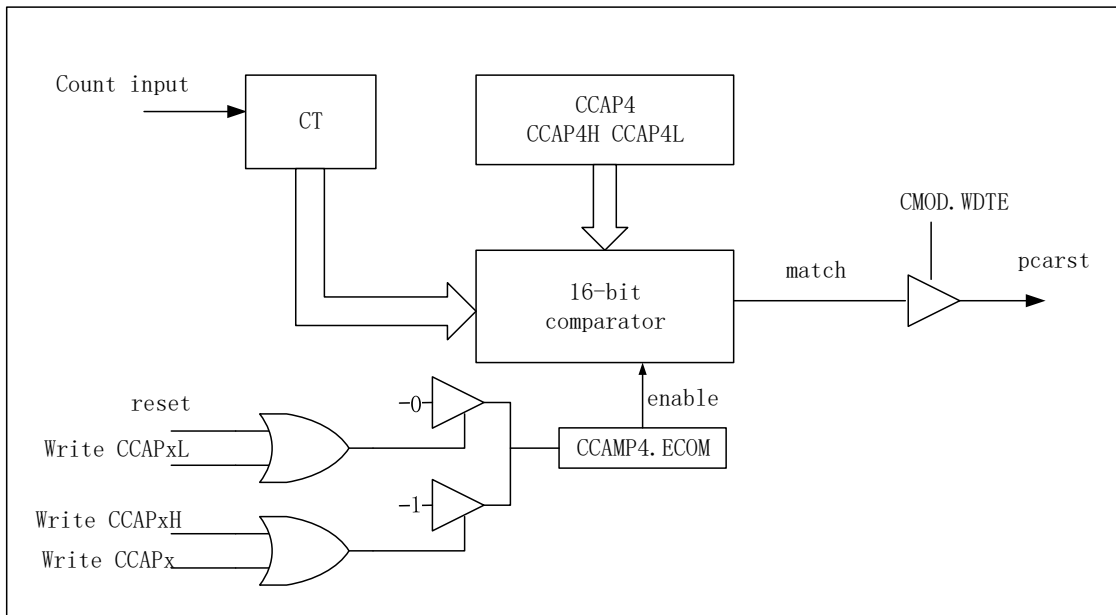 Count input
CT
CCAP4
CCAP4H CCAP4L
CMOD.WDTE
match
pcarst
16-bit
comparator
enable
reset
Write CCAPxL
-0
CCAMP4.ECOM
-1
Write CCAPxH
Write CCAPx